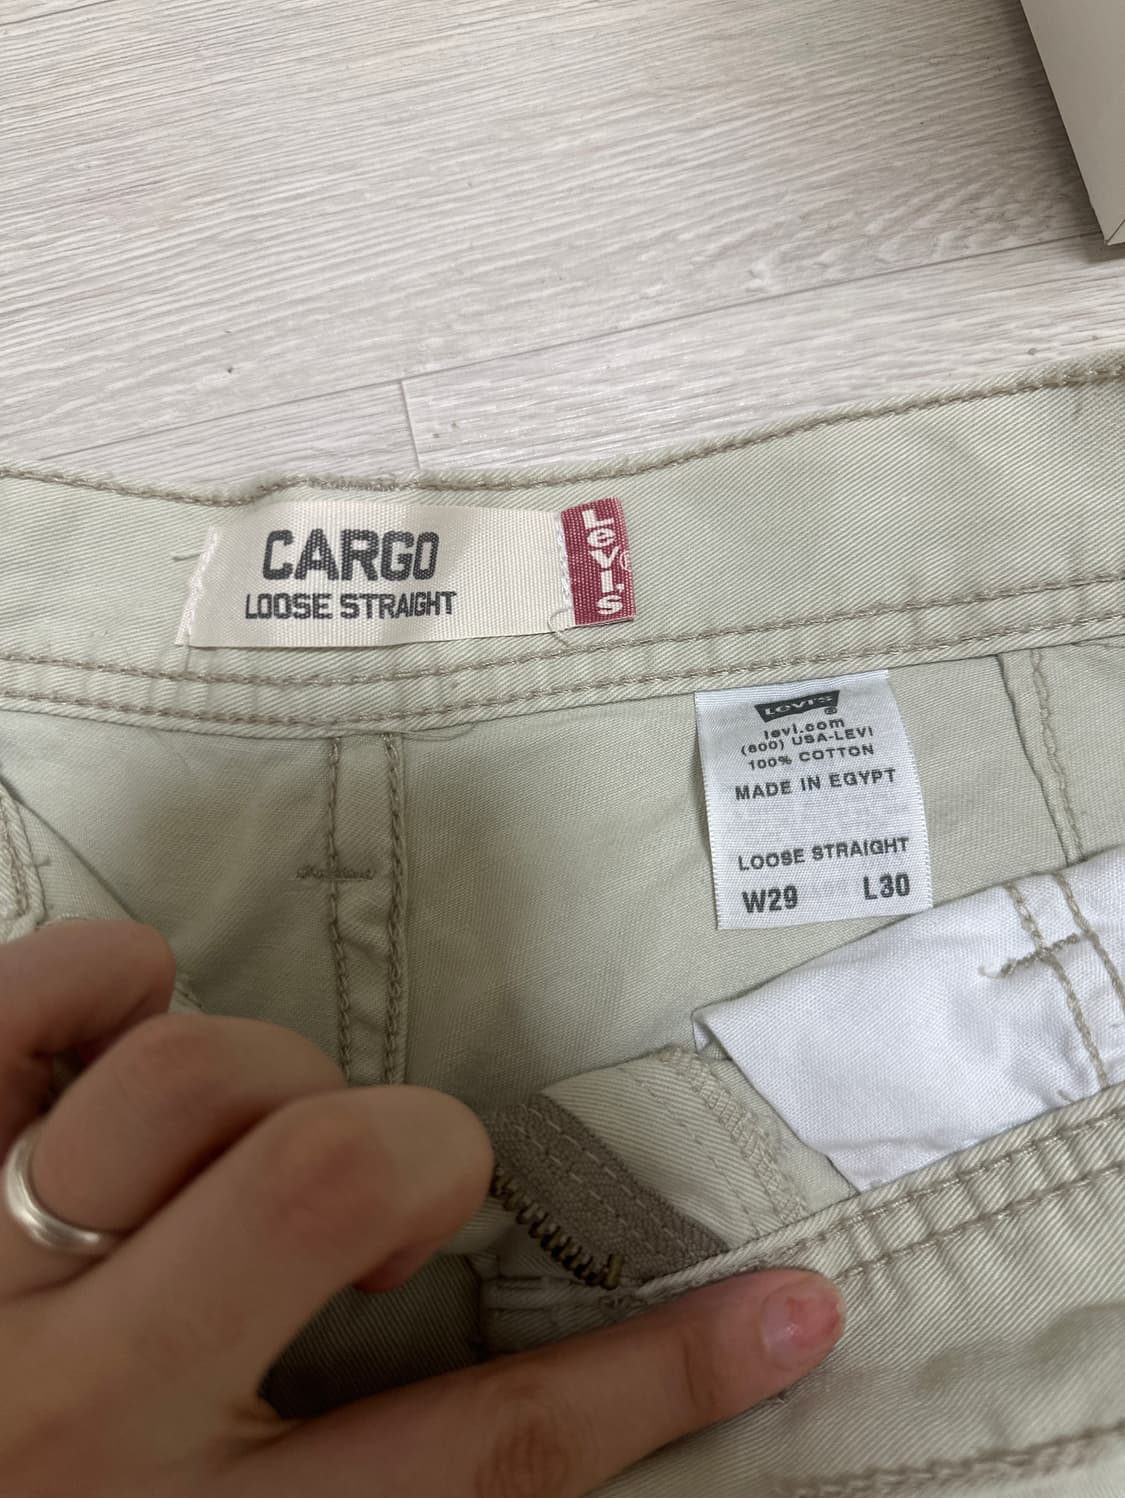 CARGO
LOOSE STRAIGHT
Levi's
Levi's
levi.com
(800) USA-LEVI
100% COTTON
MADE IN EGYPT
LOOSE STRAIGHT
W29 L30